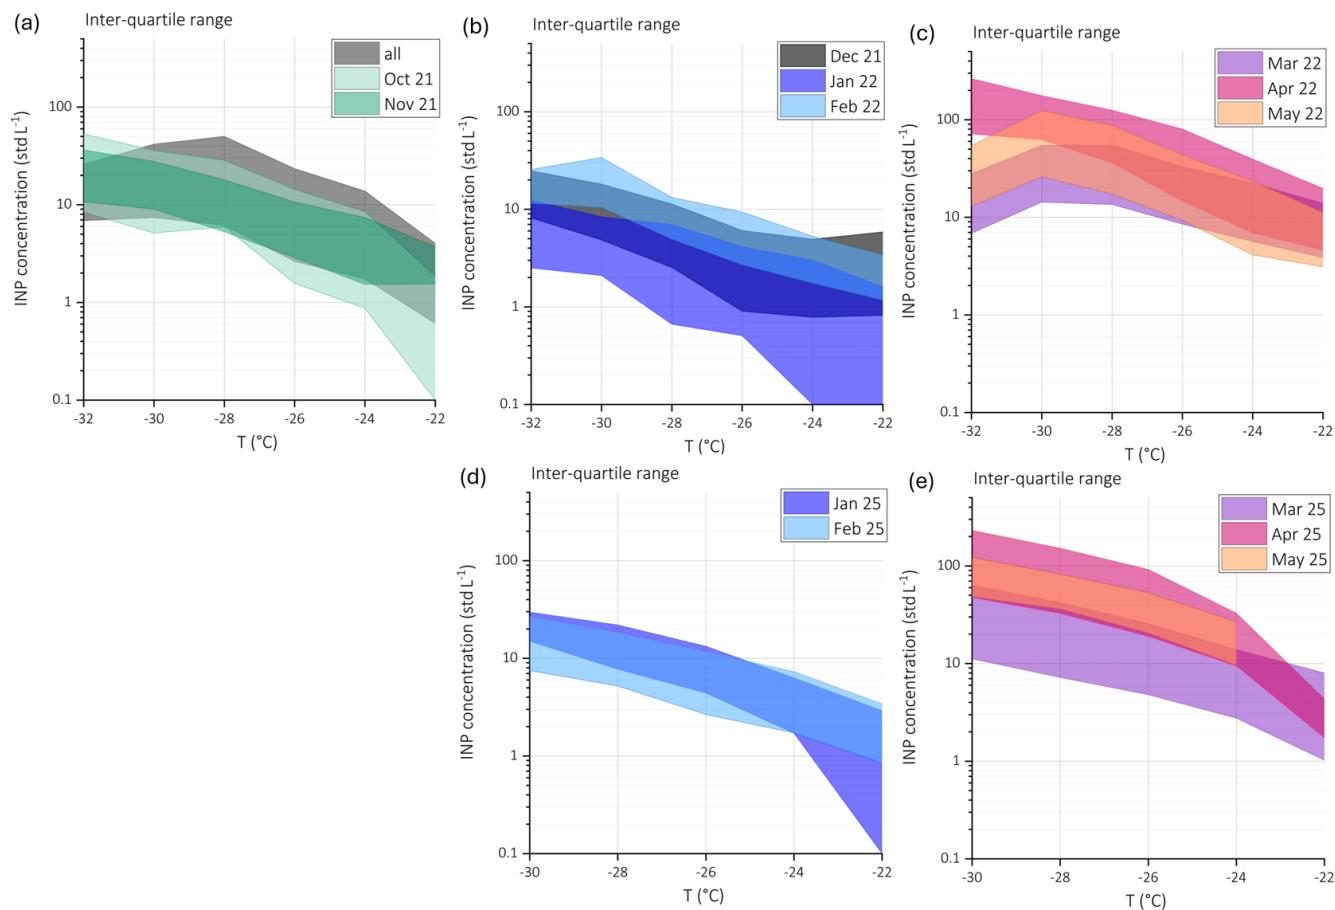 (a)
Inter-quartile range
all
Oct 21
Nov 21
100
10
1
0.1
INP concentration (std L⁻¹)
-32
-30
-28
-26
-24
-22
T (°C)
(b)
Inter-quartile range
Dec 21
Jan 22
Feb 22
100
10
1
0.1
INP concentration (std L⁻¹)
-32
-30
-28
-26
-24
-22
T (°C)
(c)
Inter-quartile range
Mar 22
Apr 22
May 22
100
10
1
0.1
INP concentration (std L⁻¹)
-32
-30
-28
-26
-24
-22
T (°C)
(d)
Inter-quartile range
Jan 25
Feb 25
100
10
1
0.1
INP concentration (std L⁻¹)
-30
-28
-26
-24
-22
T (°C)
(e)
Inter-quartile range
Mar 25
Apr 25
May 25
100
10
1
0.1
INP concentration (std L⁻¹)
-30
-28
-26
-24
-22
T (°C)